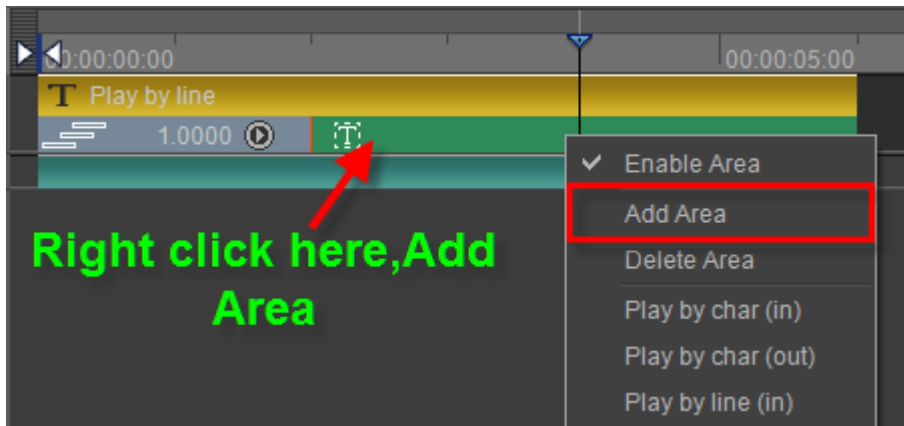 00:00:00:00
00:00:05:00
T Play by line
1.0000
T
Enable Area
Add Area
Delete Area
Play by char (in)
Play by char (out)
Play by line (in)
Right click here,Add
Area